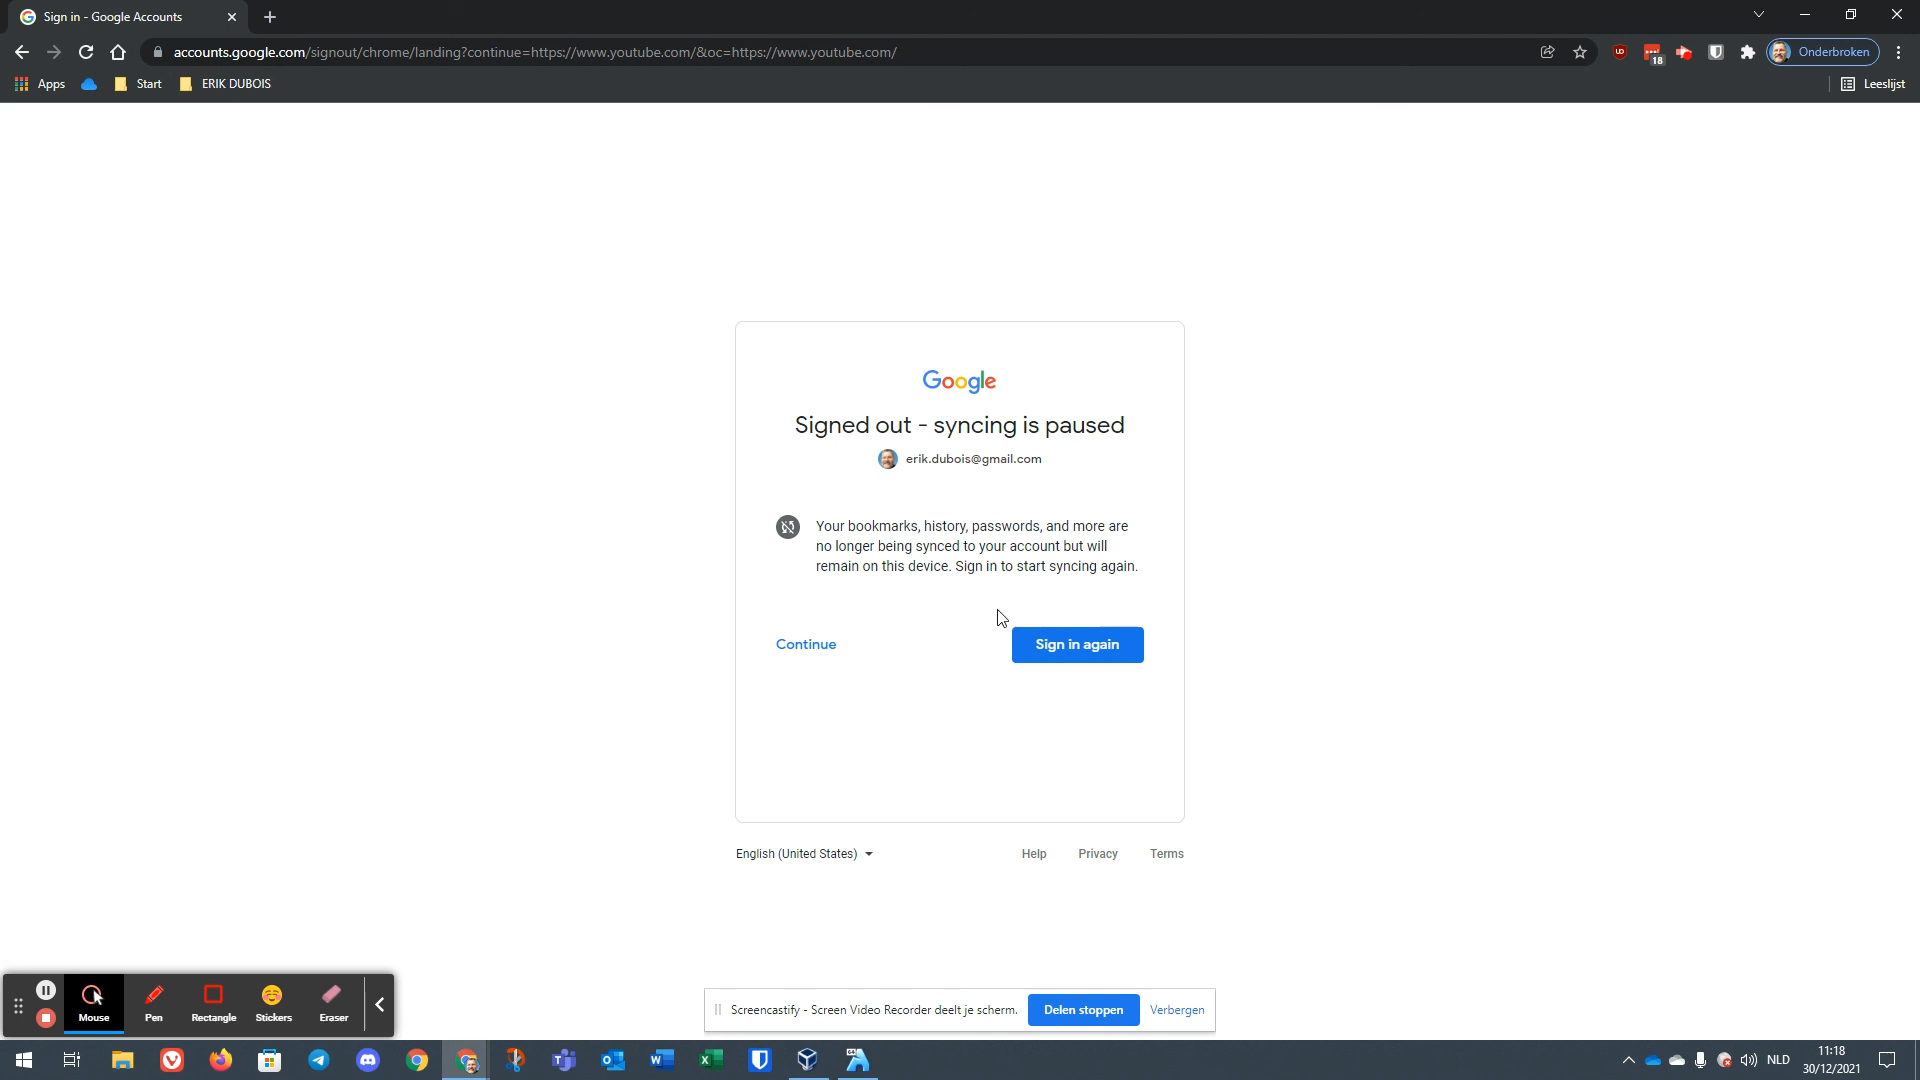 Sign in - Google Accounts
accounts.google.com/signout/chrome/landing?continue=https://www.youtube.com/&oc=https://www.youtube.com/
18
Onderbroken
Apps
Start
ERIK DUBOIS
Leeslijst
Google
Signed out - syncing is paused
erik.dubois@gmail.com
Your bookmarks, history, passwords, and more are
no longer being synced to your account but will
remain on this device. Sign in to start syncing again.
Continue
Sign in again
English (United States)
Help
Privacy
Terms
Mouse
Pen
Rectangle
Stickers
Eraser
Screencastify - Screen Video Recorder deelt je scherm.
Delen stoppen
Verbergen
NLD
11:18
30/12/2021